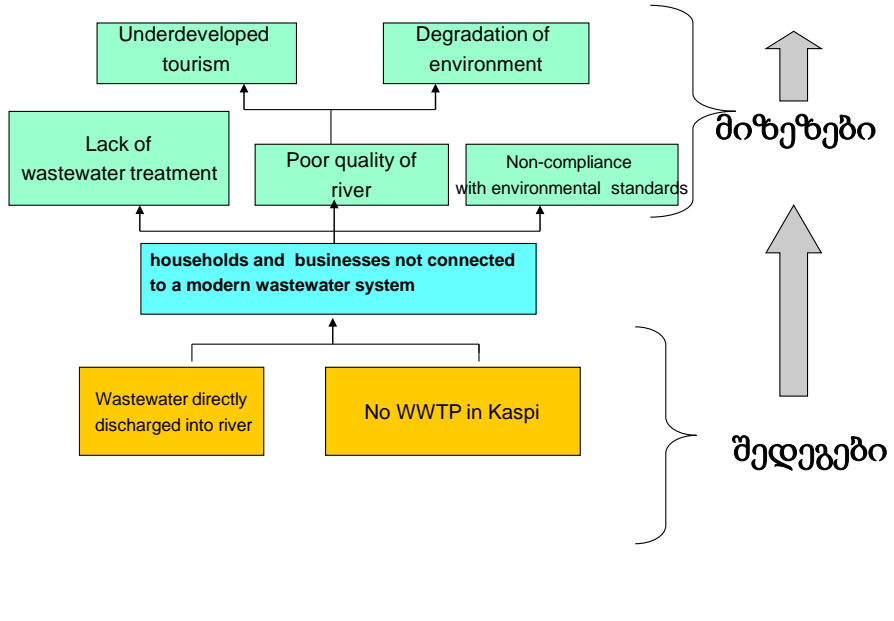 Underdeveloped
tourism
Degradation of
environment
მიზეზები
Lack of
wastewater treatment
Poor quality of
river
Non-compliance
with environmental standards
households and businesses not connected
to a modern wastewater system
Wastewater directly
discharged into river
No WWTP in Kaspi
შედეგები